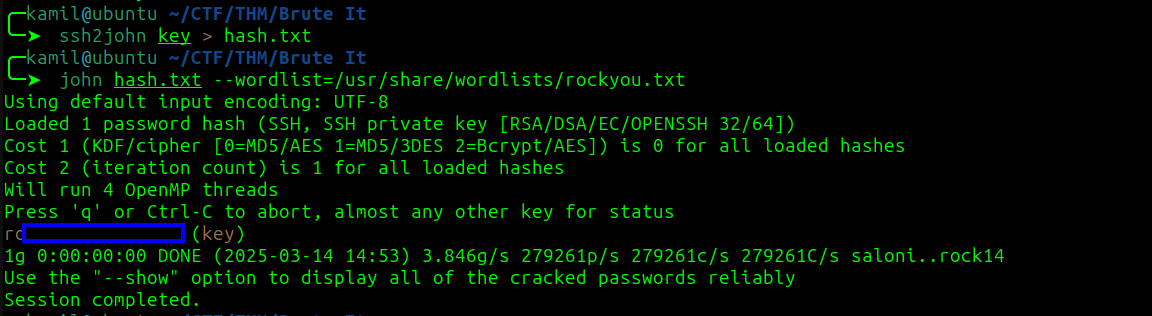 kamil@ubuntu ~/CTF/THM/Brute It
➤ ssh2john key > hash.txt
kamil@ubuntu ~/CTF/THM/Brute It
➤ john hash.txt --wordlist=/usr/share/wordlists/rockyou.txt
Using default input encoding: UTF-8
Loaded 1 password hash (SSH, SSH private key [RSA/DSA/EC/OPENSSH 32/64])
Cost 1 (KDF/cipher [0=MD5/AES 1=MD5/3DES 2=Bcrypt/AES]) is 0 for all loaded hashes
Cost 2 (iteration count) is 1 for all loaded hashes
Will run 4 OpenMP threads
Press 'q' or Ctrl-C to abort, almost any other key for status
(key)
1g 0:00:00:00 DONE (2025-03-14 14:53) 3.846g/s 279261p/s 279261c/s 279261C/s saloni..rock14
Use the "--show" option to display all of the cracked passwords reliably
Session completed.
kamil@ubuntu ~/CTF/THM/Brute It